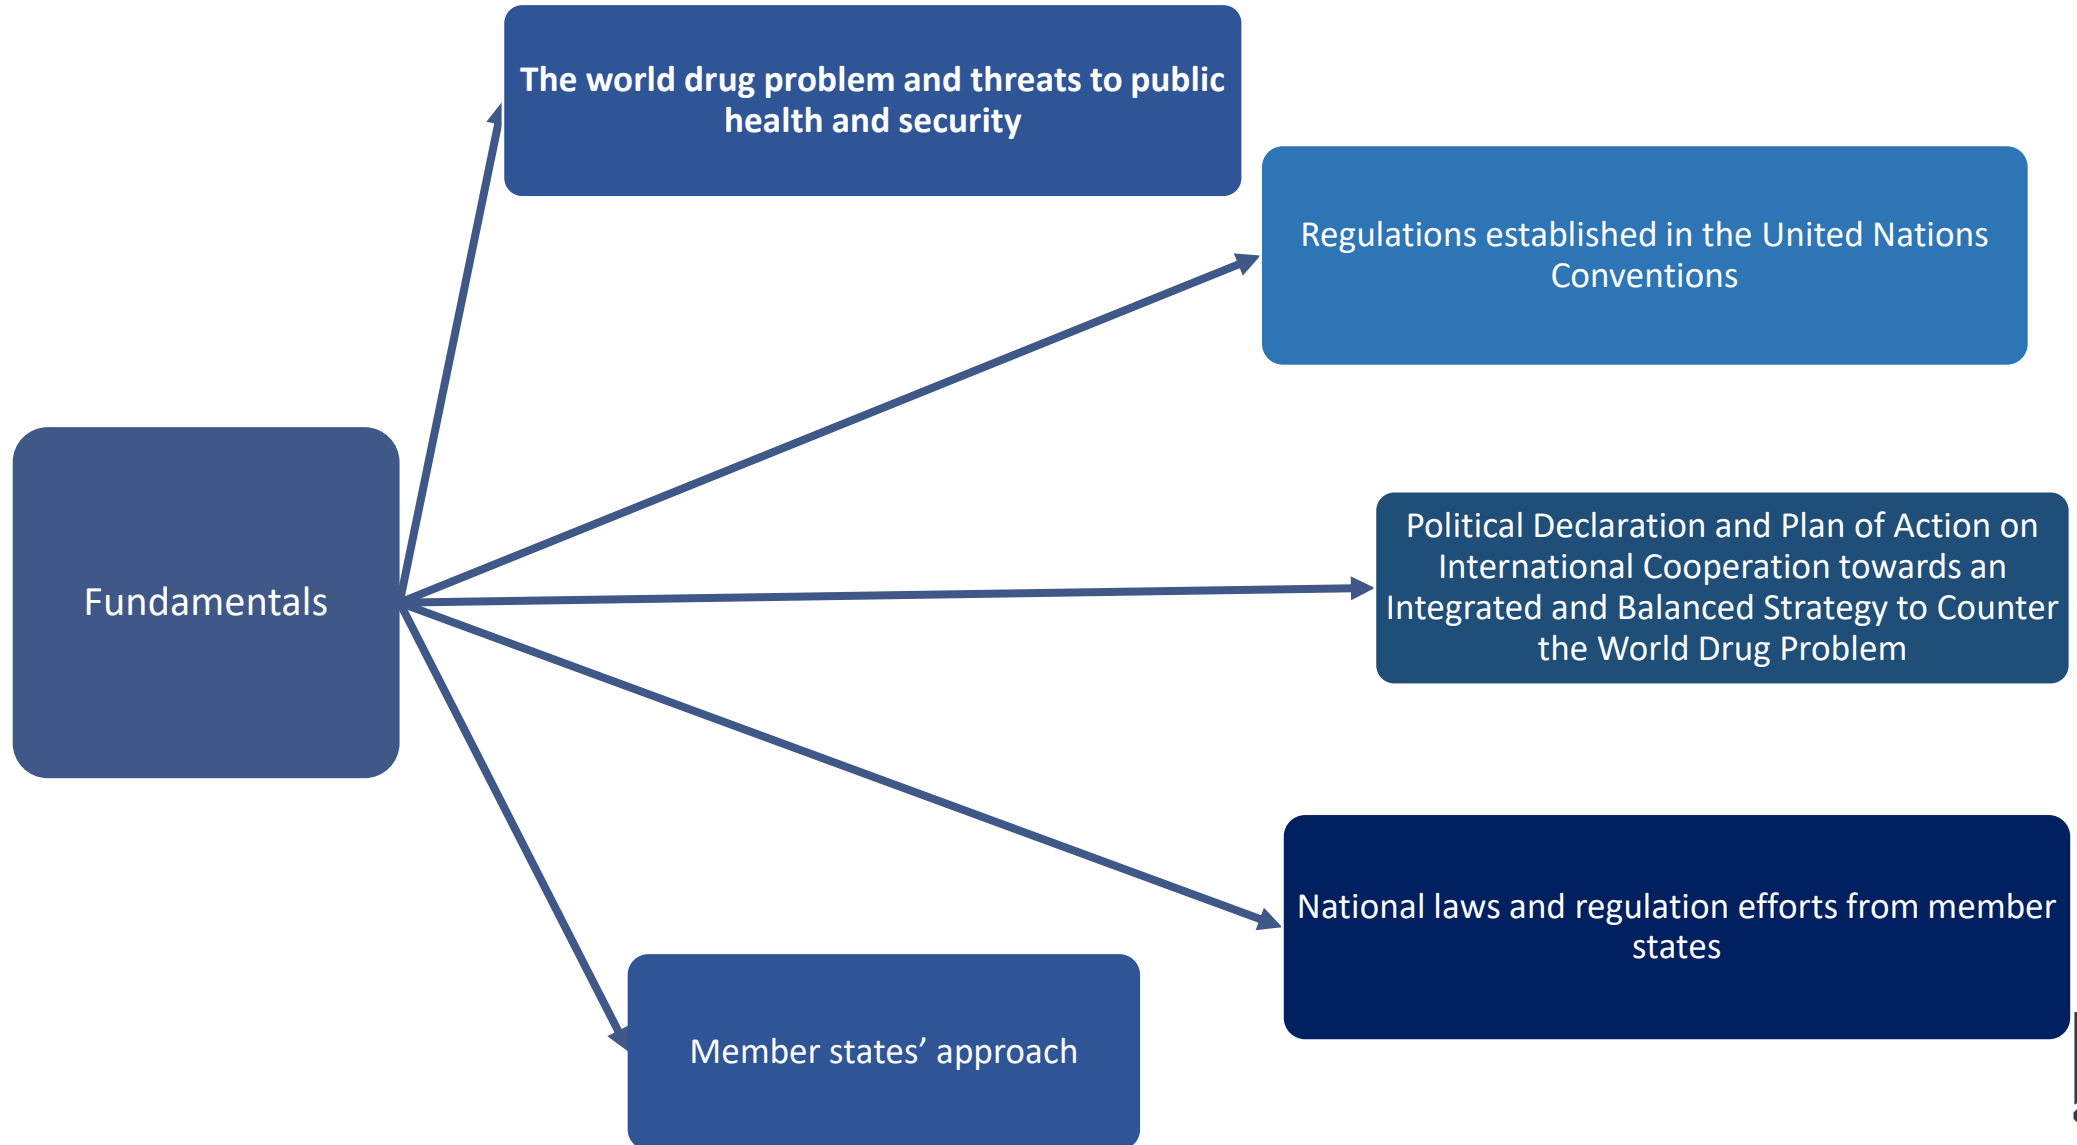 The world drug problem and threats to public
health and security
Regulations established in the United Nations
Conventions
Political Declaration and Plan of Action on
International Cooperation towards an
Integrated and Balanced Strategy to Counter
the World Drug Problem
Fundamentals
National laws and regulation efforts from member
states
Member states’ approach